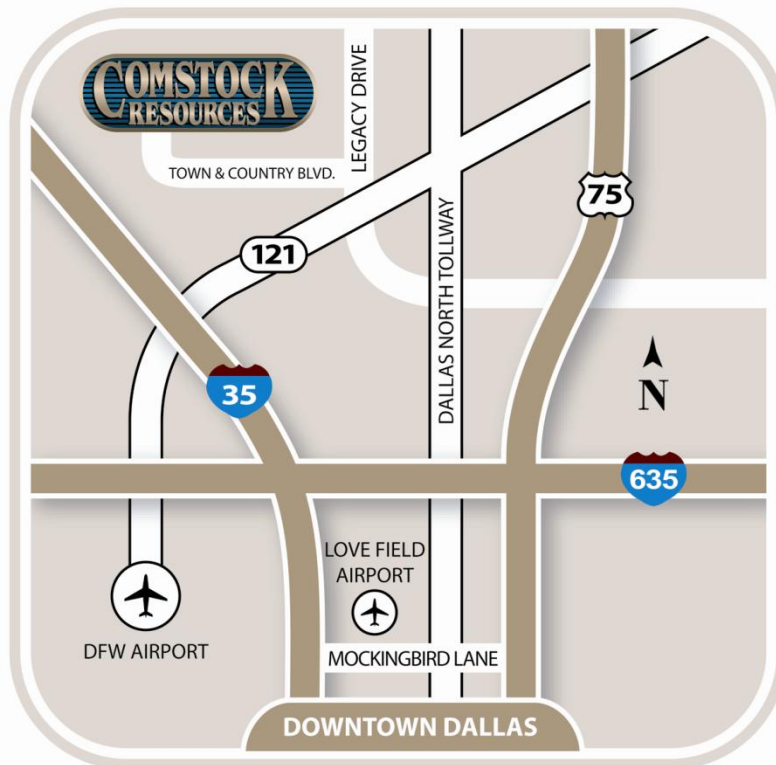 COMSTOCK
RESOURCES
LEGACY DRIVE
TOWN & COUNTRY BLVD.
75
121
DALLAS NORTH TOLLWAY
35
N
635
LOVE FIELD
AIRPORT
DFW AIRPORT
MOCKINGBIRD LANE
DOWNTOWN DALLAS